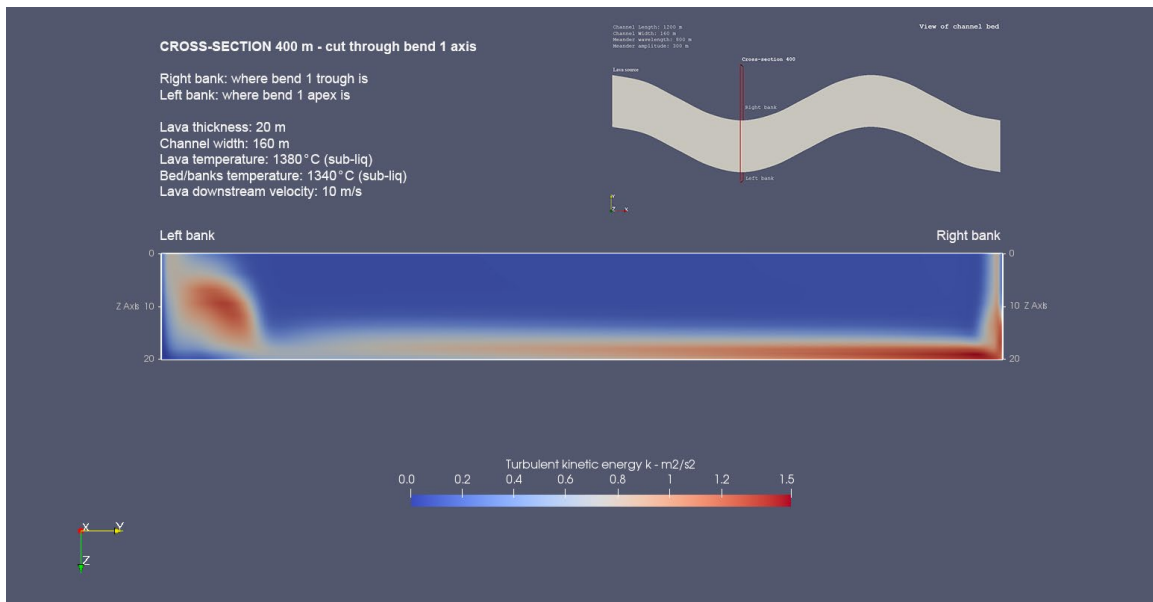 CROSS-SECTION 400 m - cut through bend 1 axis
Right bank: where bend 1 trough is
Left bank: where bend 1 apex is
Lava thickness: 20 m
Channel width: 160 m
Lava temperature: 1380°C (sub-liq)
Bed/banks temperature: 1340°C (sub-liq)
Lava downstream velocity: 10 m/s
Channel Length: 1200 m
Channel Width: 160 m
Meander wavelength: 800 m
Meander amplitude: 200 m
View of channel bed
Cross-section 400
Lava source
Right bank
Left bank
Y
Z X
Left bank
Right bank
0
Z Axis 10
20
0
10 Z Axis
20
Turbulent kinetic energy k - m2/s2
0.0 0.2 0.4 0.6 0.8 1 1.2 1.5
X Y
Z